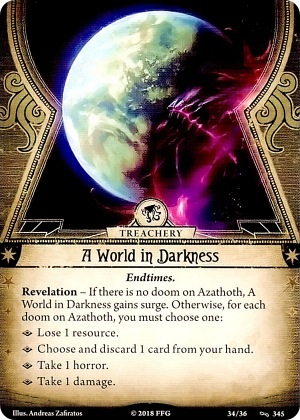 TREACHERY
A World in Darkness
Endtimes.
Revelation – If there is no doom on Azathoth, A
World in Darkness gains surge. Otherwise, for each
doom on Azathoth, you must choose one:
Lose 1 resource.
Choose and discard 1 card from your hand.
Take 1 horror.
Take 1 damage.
Illus. Andreas Zafiratos © 2018 FFG 34/36 345